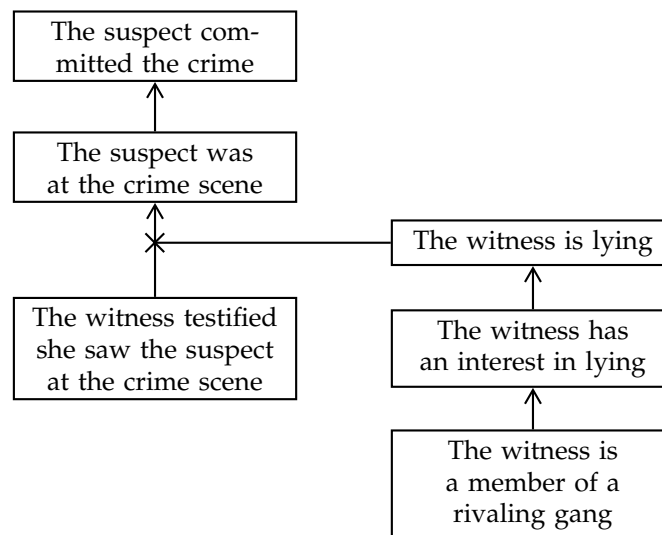 The suspect com-
mitted the crime
The suspect was
at the crime scene
The witness is lying
The witness testified
she saw the suspect
at the crime scene
The witness has
an interest in lying
The witness is
a member of a
rivaling gang